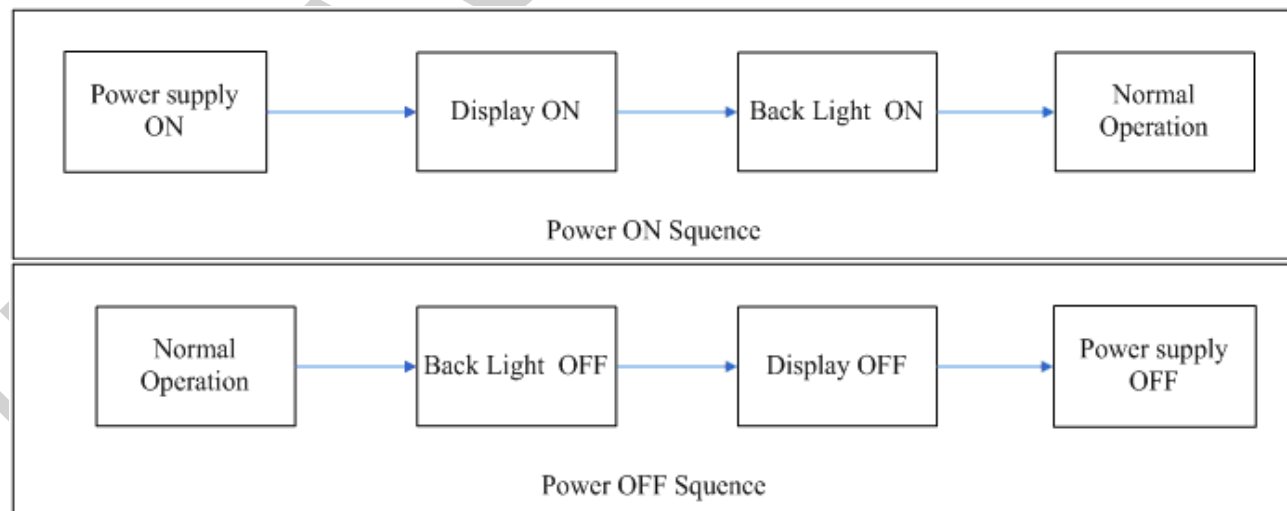 Power supply
ON
Display ON
Back Light ON
Normal
Operation
Power ON Squence
Normal
Operation
Back Light OFF
Display OFF
Power supply
OFF
Power OFF Squence